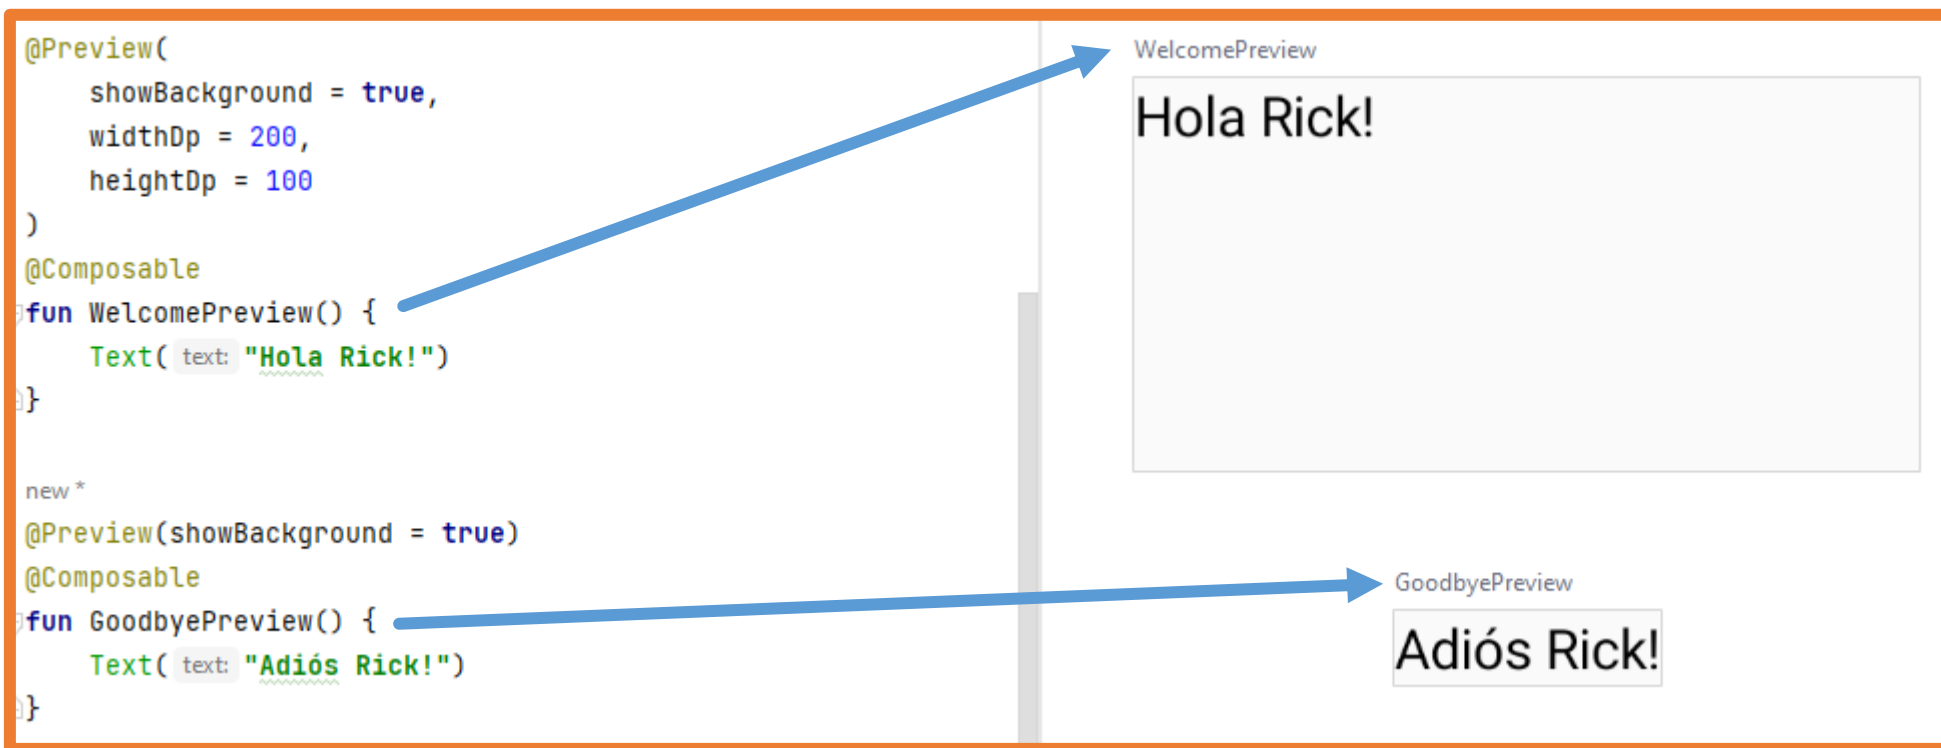 @Preview(
showBackground = true,
widthDp = 200,
heightDp = 100
)
@Composable
fun WelcomePreview() {
Text( text: "Hola Rick!")
}
new *
@Preview(showBackground = true)
@Composable
fun GoodbyePreview() {
Text( text: "Adiós Rick!")
}
WelcomePreview
Hola Rick!
GoodbyePreview
Adiós Rick!